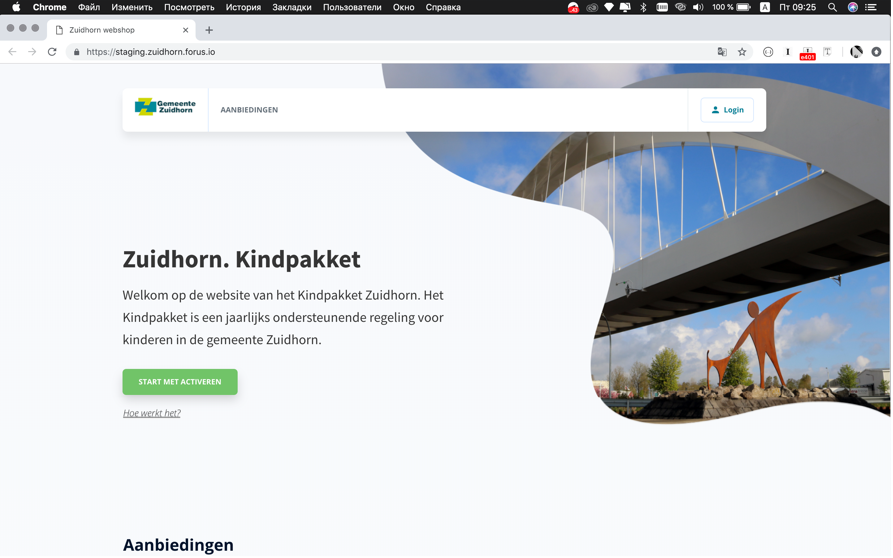 Chrome Файл Изменить Посмотреть История Закладки Пользователи Окно Справка 100 % A Пт 09:25
Zuidhorn webshop
https://staging.zuidhorn.forus.io
Gemeente
Zuidhorn
AANBIEDINGEN
Login
Zuidhorn. Kindpakket
Welkom op de website van het Kindpakket Zuidhorn. Het
Kindpakket is een jaarlijks ondersteunende regeling voor
kinderen in de gemeente Zuidhorn.
START MET ACTIVEREN
Hoe werkt het?
Aanbiedingen